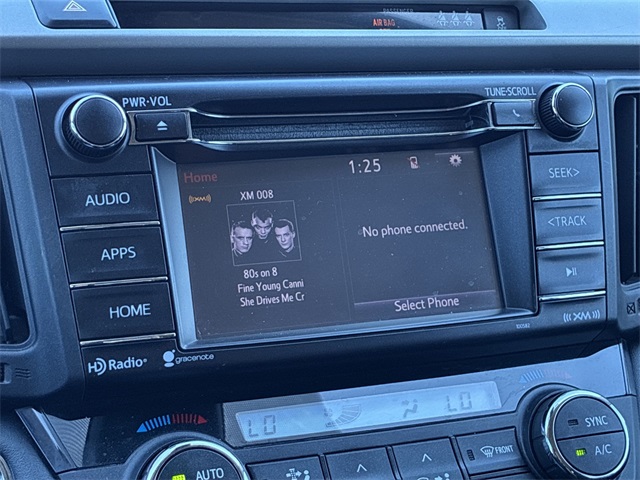 PASSENGER
AIR BAG
PWR•VOL
TUNE•SCROLL
Home
1:25
AUDIO
((XM))
XM 008
SEEK>
No phone connected.
<TRACK
APPS
80s on 8
Fine Young Canni
She Drives Me Cr
HOME
Select Phone
((XM))
HD Radio
gracenote
LO
LO
SYNC
FRONT
A/C
AUTO